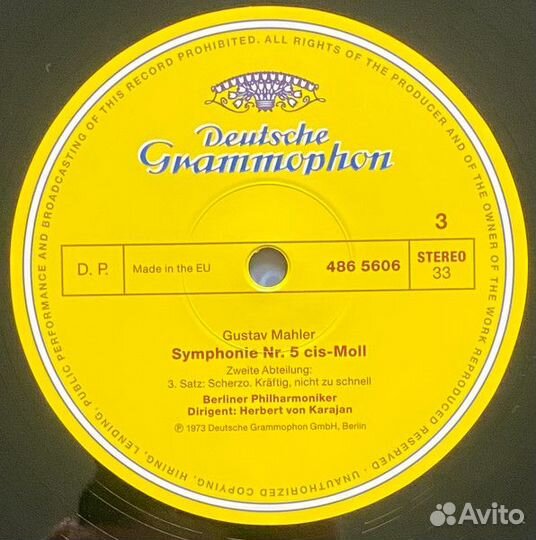 UNAUTHORIZED COPYING, HIRING, LENDING, PUBLIC PERFORMANCE AND BROADCASTING OF THIS RECORD PROHIBITED. ALL RIGHTS OF THE PRODUCER AND OF THE OWNER OF THE WORK REPRODUCED RESERVED ·
Deutsche
Grammophon
3
D. P.
Made in the EU
486 5606
STEREO
33
Gustav Mahler
Symphonie Nr. 5 cis-Moll
Zweite Abteilung:
3. Satz: Scherzo. Kräftig, nicht zu schnell
Berliner Philharmoniker
Dirigent: Herbert von Karajan
℗ 1973 Deutsche Grammophon GmbH, Berlin
Avito